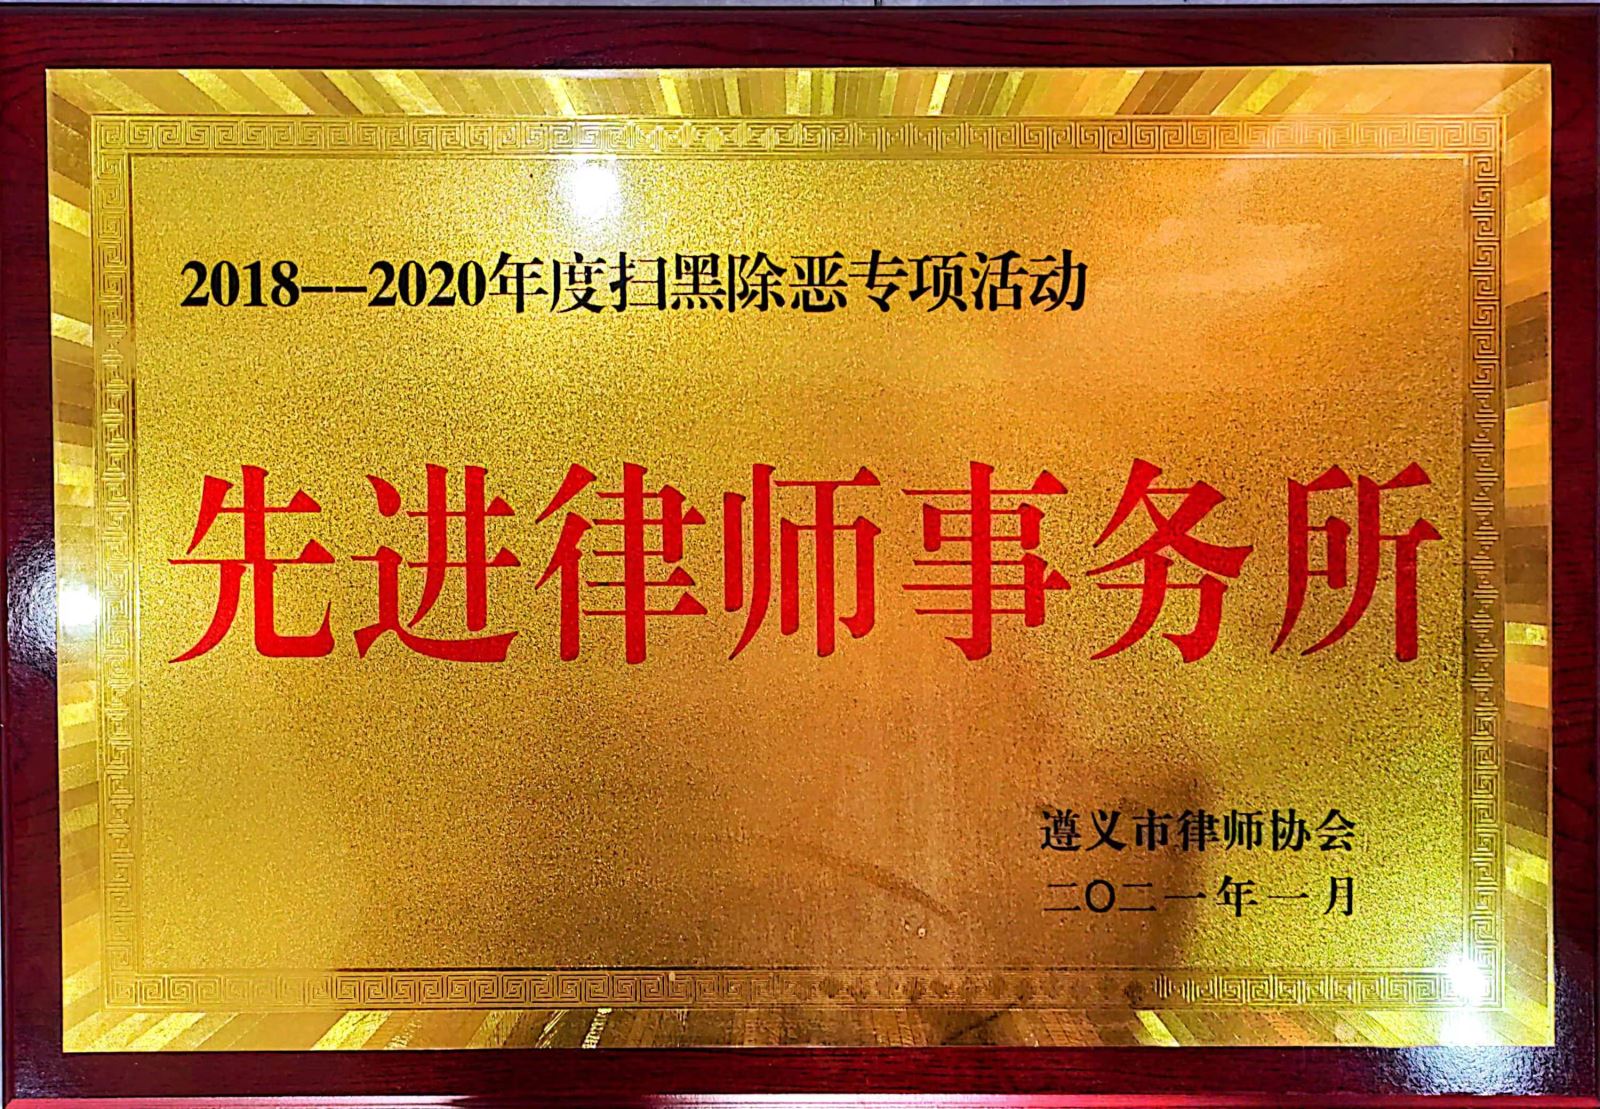 2018--2020年度扫黑除恶专项活动
先进律师事务所
遵义市律师协会
二〇二一年一月